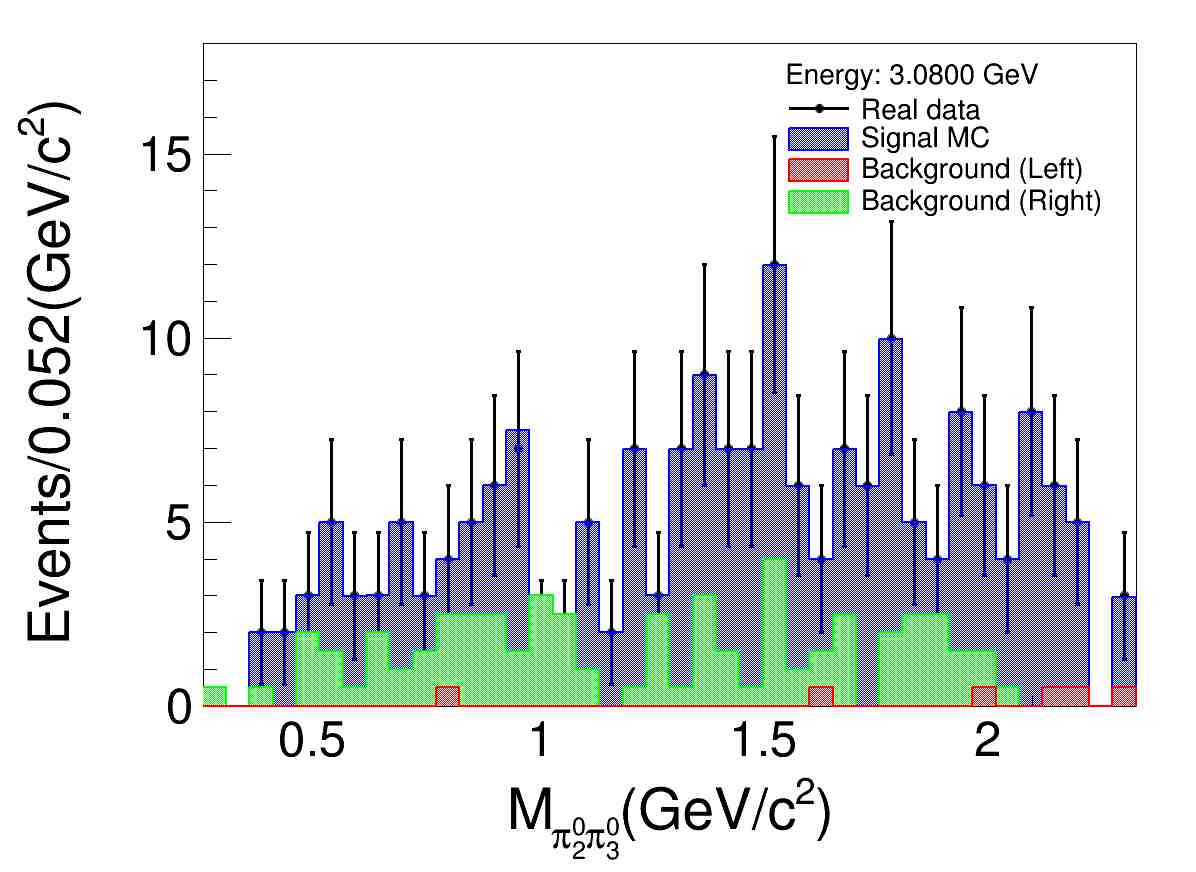 Energy: 3.0800 GeV
Real data
Signal MC
Background (Left)
Background (Right)
Events/0.052(GeV/c²)
15
10
5
0
0.5 1 1.5 2
M_{π⁰₂π⁰₃}(GeV/c²)